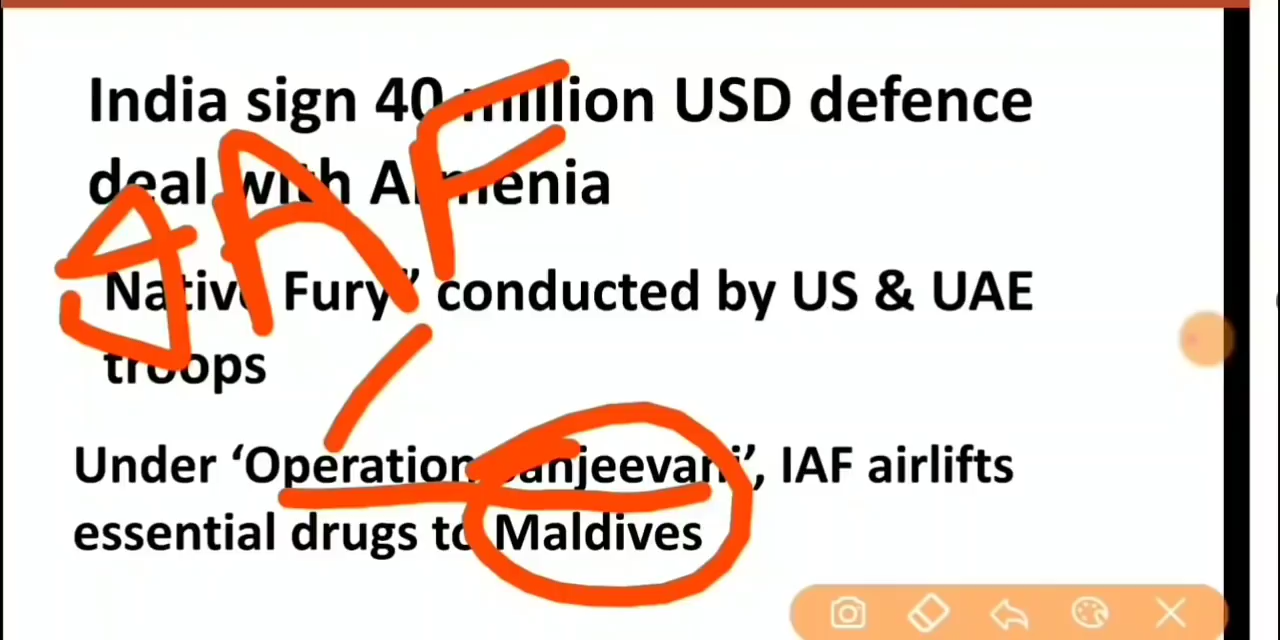 India sign 40 million USD defence
deal with Armenia
Native Fury” conducted by US & UAE
troops
Under ‘Operation Sanjeevani’, IAF airlifts
essential drugs to Maldives
IAF